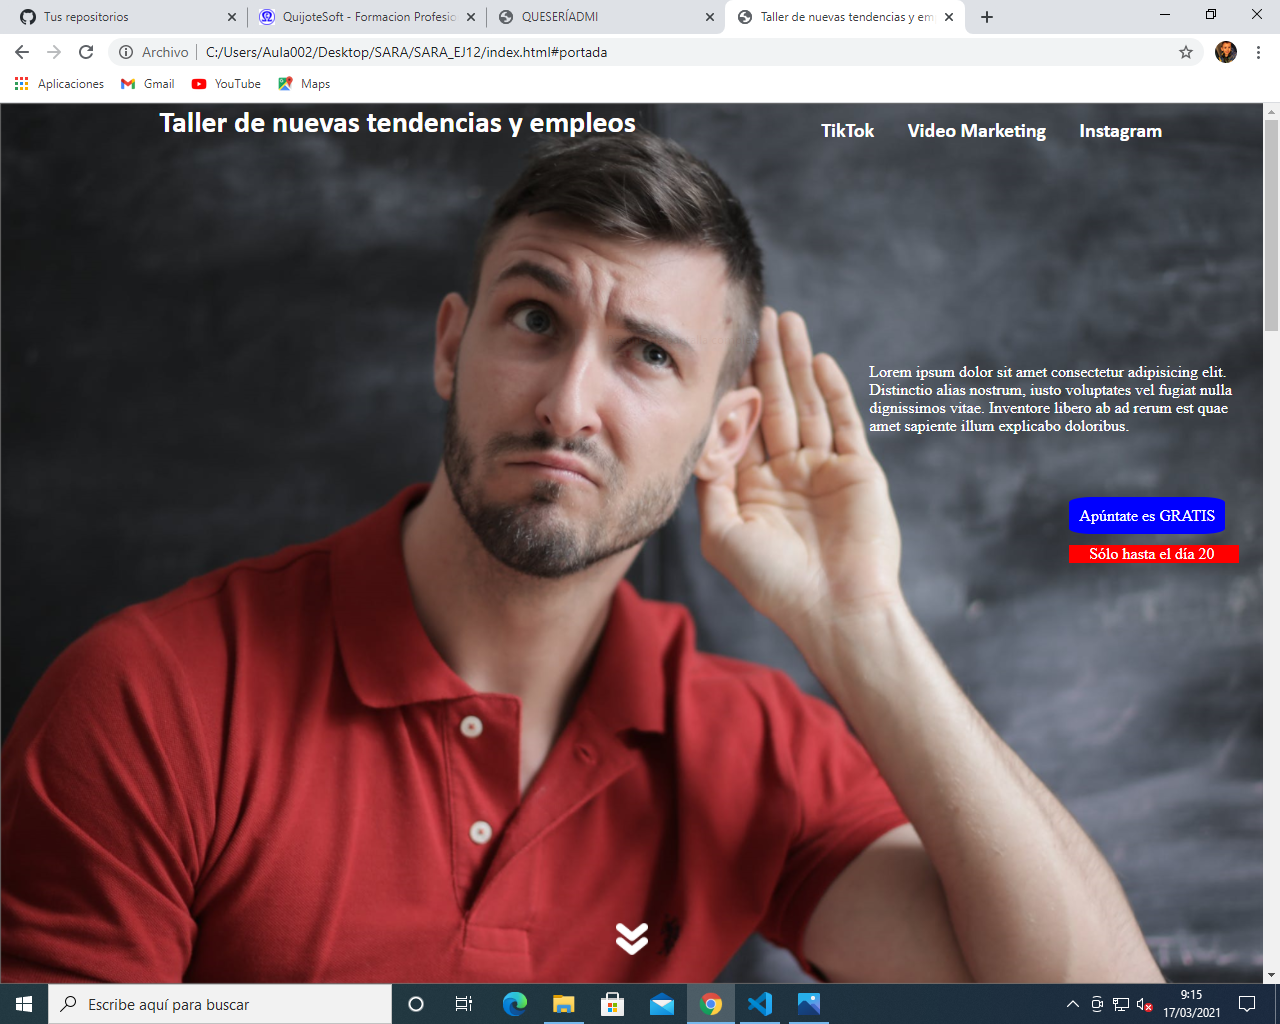 Tus repositorios
QuijoteSoft - Formacion Profesio
QUESERÍADMI
Taller de nuevas tendencias y em
Archivo
C:/Users/Aula002/Desktop/SARA/SARA_EJ12/index.html#portada
Aplicaciones
Gmail
YouTube
Maps
Taller de nuevas tendencias y empleos
TikTok
Video Marketing
Instagram
Lorem ipsum dolor sit amet consectetur adipisicing elit.
Distinctio alias nostrum, iusto voluptates vel fugiat nulla
dignissimos vitae. Inventore libero ab ad rerum est quae
amet sapiente illum explicabo doloribus.
Apúntate es GRATIS
Sólo hasta el día 20
Escribe aquí para buscar
9:15
17/03/2021